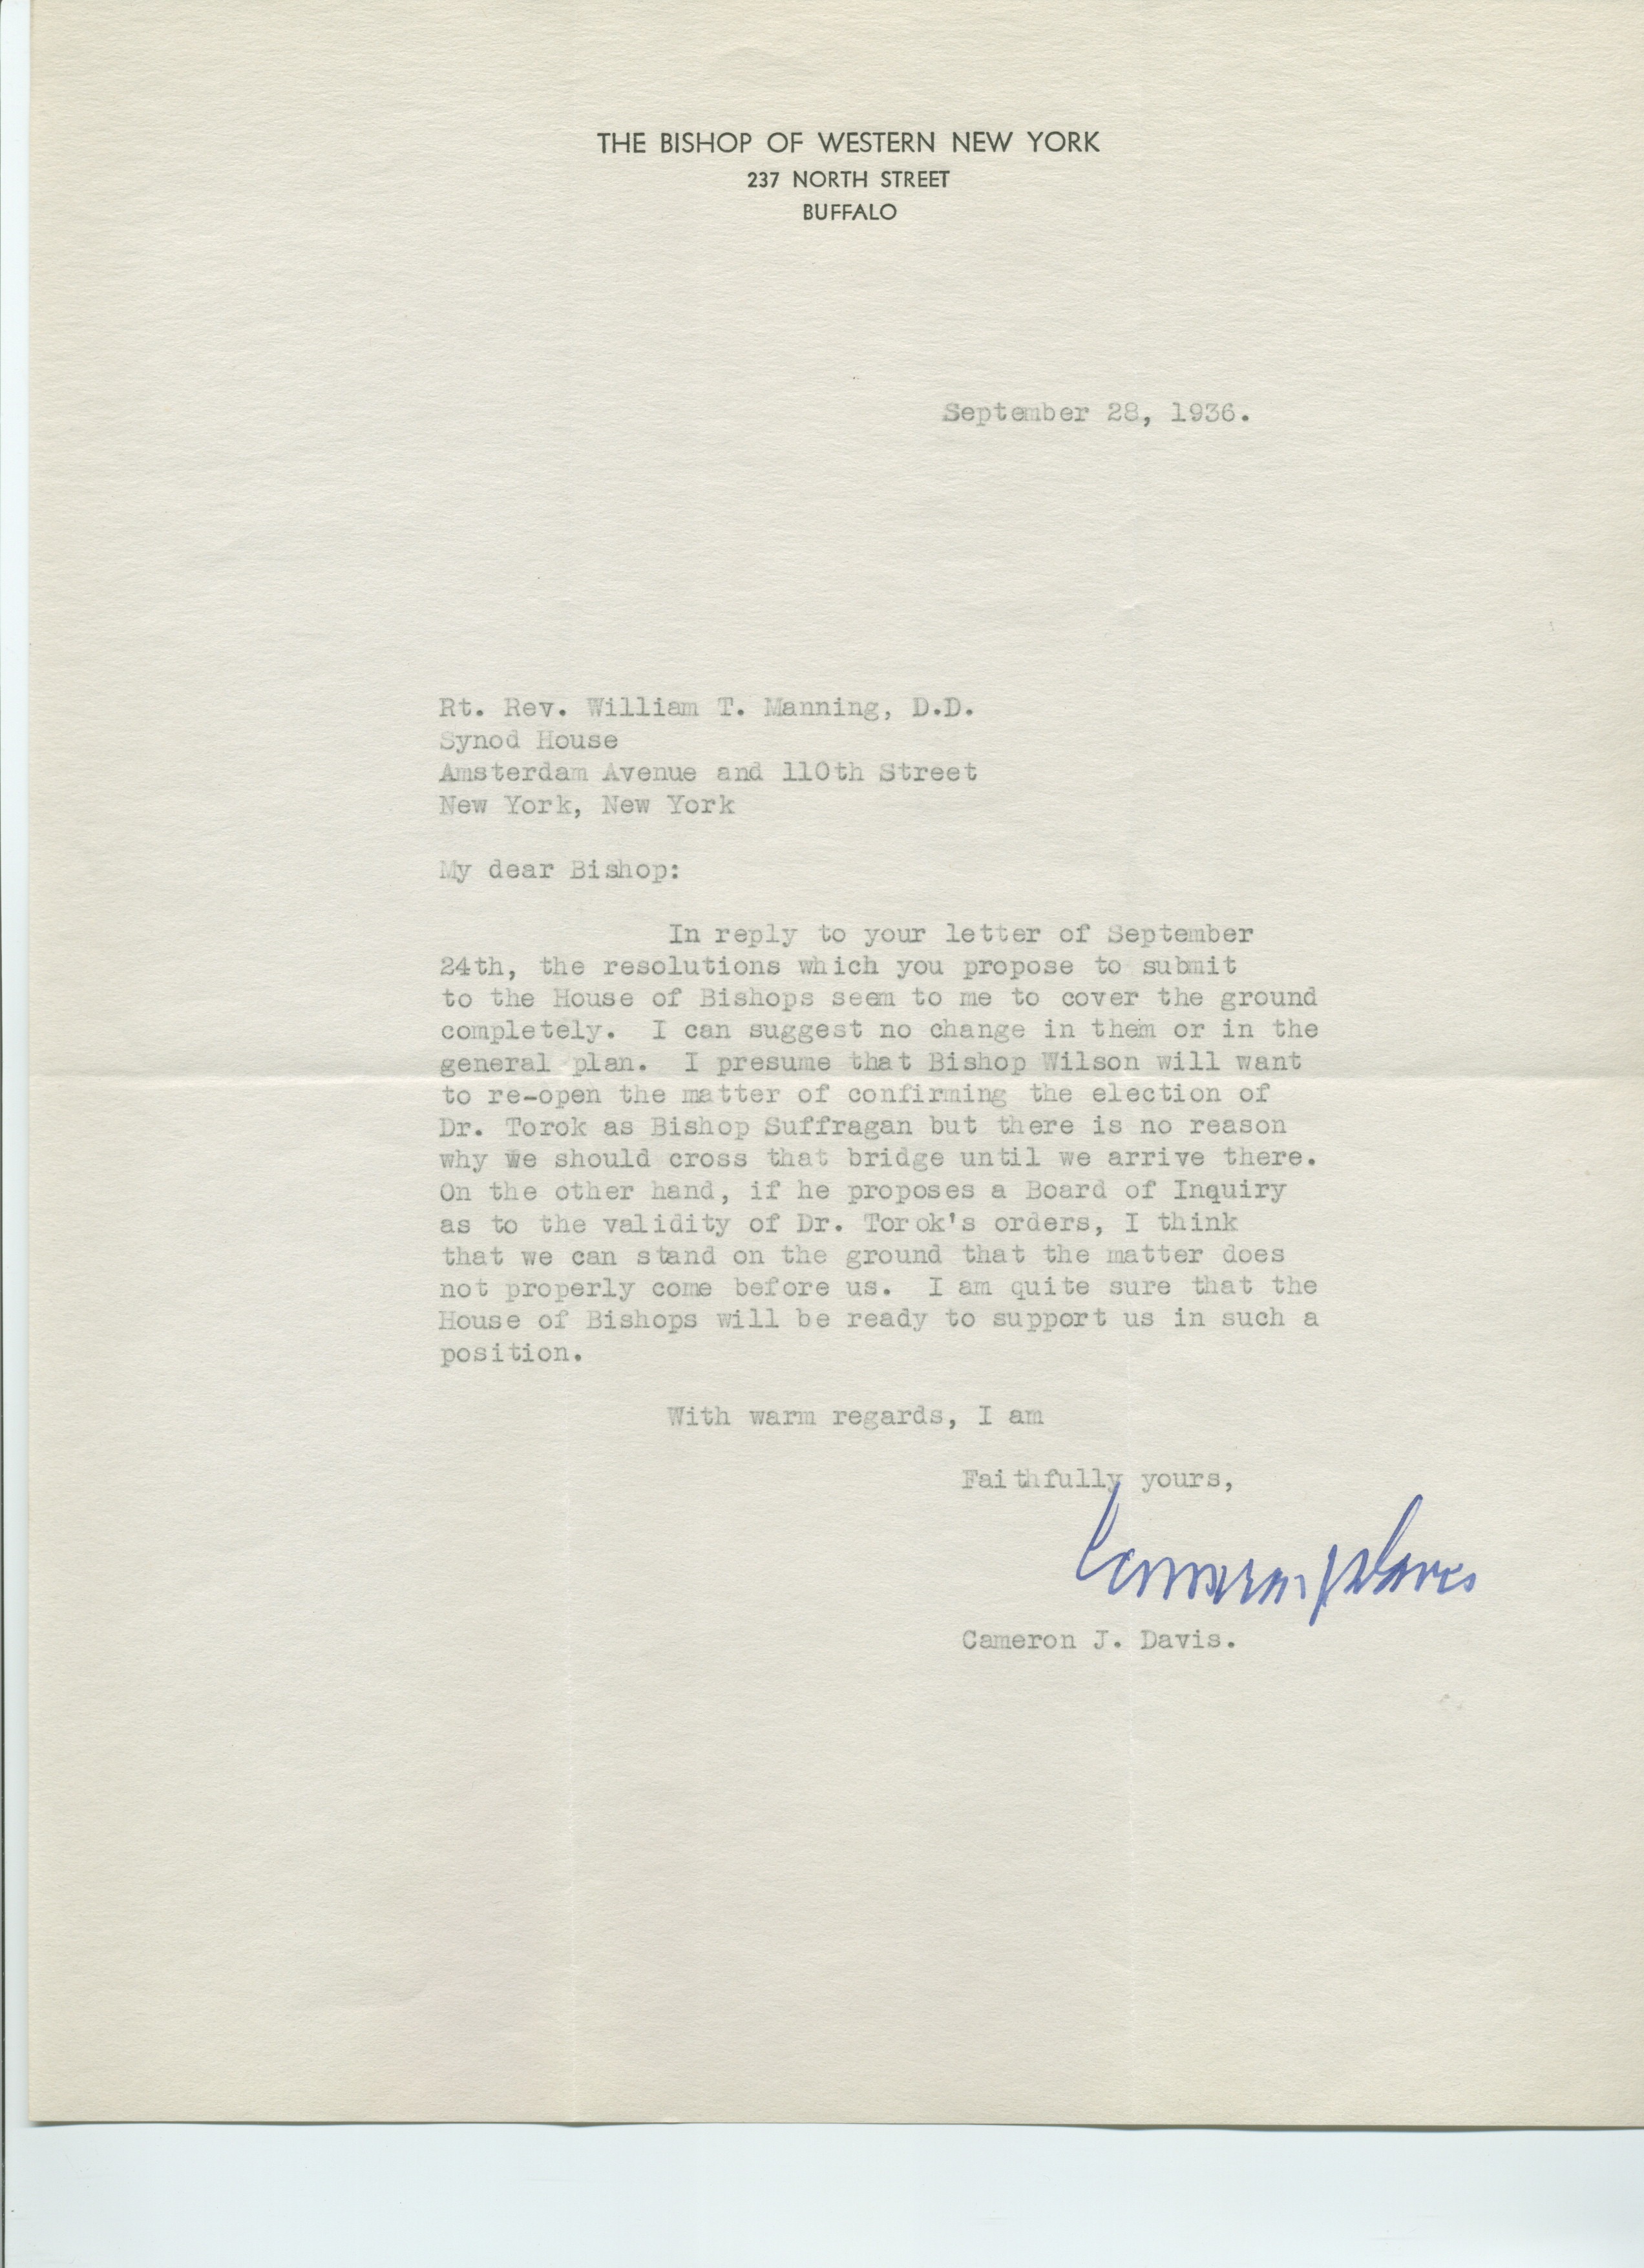 THE BISHOP OF WESTERN NEW YORK
237 NORTH STREET
BUFFALO
September 28, 1936.
Rt. Rev. William T. Manning, D.D.
Synod House
Amsterdam Avenue and 110th Street
New York, New York
My dear Bishop:
In reply to your letter of September
24th, the resolutions which you propose to submit
to the House of Bishops seem to me to cover the ground
completely. I can suggest no change in them or in the
general plan. I presume that Bishop Wilson will want
to re-open the matter of confirming the election of
Dr. Torok as Bishop Suffragan but there is no reason
why we should cross that bridge until we arrive there.
On the other hand, if he proposes a Board of Inquiry
as to the validity of Dr. Torok's orders, I think
that we can stand on the ground that the matter does
not properly come before us. I am quite sure that the
House of Bishops will be ready to support us in such a
position.
With warm regards, I am
Faithfully yours,
Cameron J Davis
Cameron J. Davis.